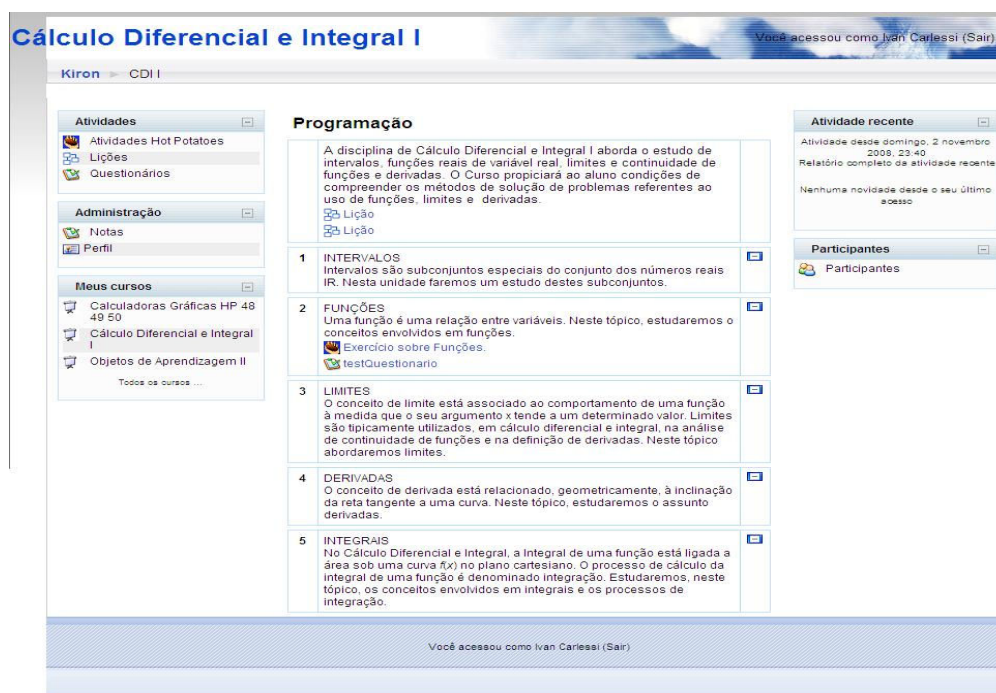 Cálculo Diferencial e Integral I
Você acessou como Ivan Carlessi (Sair)
Kiron ► CDI I
Atividades
Atividades Hot Potatoes
Lições
Questionários
Administração
Notas
Perfil
Meus cursos
Calculadoras Gráficas HP 48
49 50
Cálculo Diferencial e Integral
I
Objetos de Aprendizagem II
Todos os cursos ...
Programação
A disciplina de Cálculo Diferencial e Integral I aborda o estudo de
intervalos, funções reais de variável real, limites e continuidade de
funções e derivadas. O Curso propiciará ao aluno condições de
compreender os métodos de solução de problemas referentes ao
uso de funções, limites e derivadas.
Lição
Lição
1 INTERVALOS
Intervalos são subconjuntos especiais do conjunto dos números reais
IR. Nesta unidade faremos um estudo destes subconjuntos.
2 FUNÇÕES
Uma função é uma relação entre variáveis. Neste tópico, estudaremos o
conceitos envolvidos em funções.
Exercício sobre Funções.
testQuestionario
3 LIMITES
O conceito de limite está associado ao comportamento de uma função
à medida que o seu argumento x tende a um determinado valor. Limites
são tipicamente utilizados, em cálculo diferencial e integral, na análise
de continuidade de funções e na definição de derivadas. Neste tópico
abordaremos limites.
4 DERIVADAS
O conceito de derivada está relacionado, geometricamente, à inclinação
da reta tangente a uma curva. Neste tópico, estudaremos o assunto
derivadas.
5 INTEGRAIS
No Cálculo Diferencial e Integral, a Integral de uma função está ligada a
área sob uma curva f(x) no plano cartesiano. O processo de cálculo da
integral de uma função é denominado integração. Estudaremos, neste
tópico, os conceitos envolvidos em integrais e os processos de
integração.
Atividade recente
Atividade desde domingo, 2 novembro
2008, 23:40
Relatório completo da atividade recente
Nenhuma novidade desde o seu último
acesso
Participantes
Participantes
Você acessou como Ivan Carlessi (Sair)